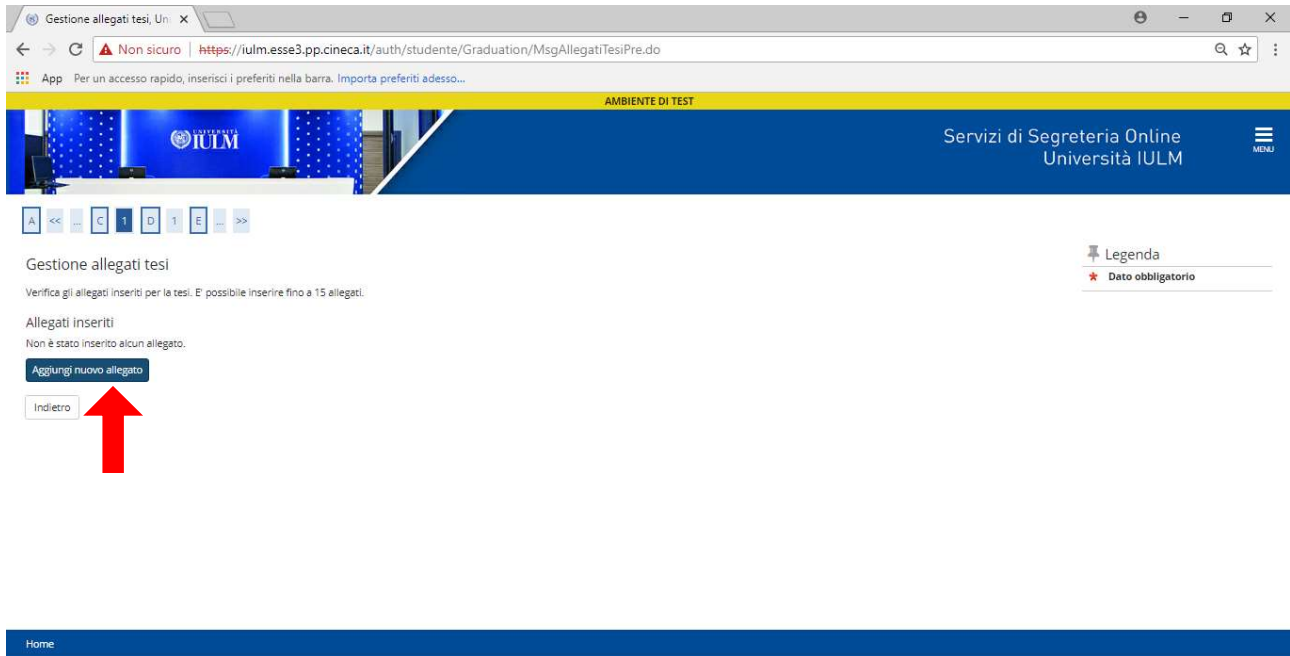 Gestione allegati tesi, Un
Non sicuro | https://iulm.esse3.pp.cineca.it/auth/studente/Graduation/MsgAllegatiTesiPre.do
App Per un accesso rapido, inserisci i preferiti nella barra. Importa preferiti adesso...
AMBIENTE DI TEST
UNIVERSITÀ
IULM
Servizi di Segreteria Online
Università IULM
MENU
A << ... C 1 D 1 E ... >>
Legenda
Dato obbligatorio
Gestione allegati tesi
Verifica gli allegati inseriti per la tesi. E' possibile inserire fino a 15 allegati.
Allegati inseriti
Non è stato inserito alcun allegato.
Aggiungi nuovo allegato
Indietro
Home